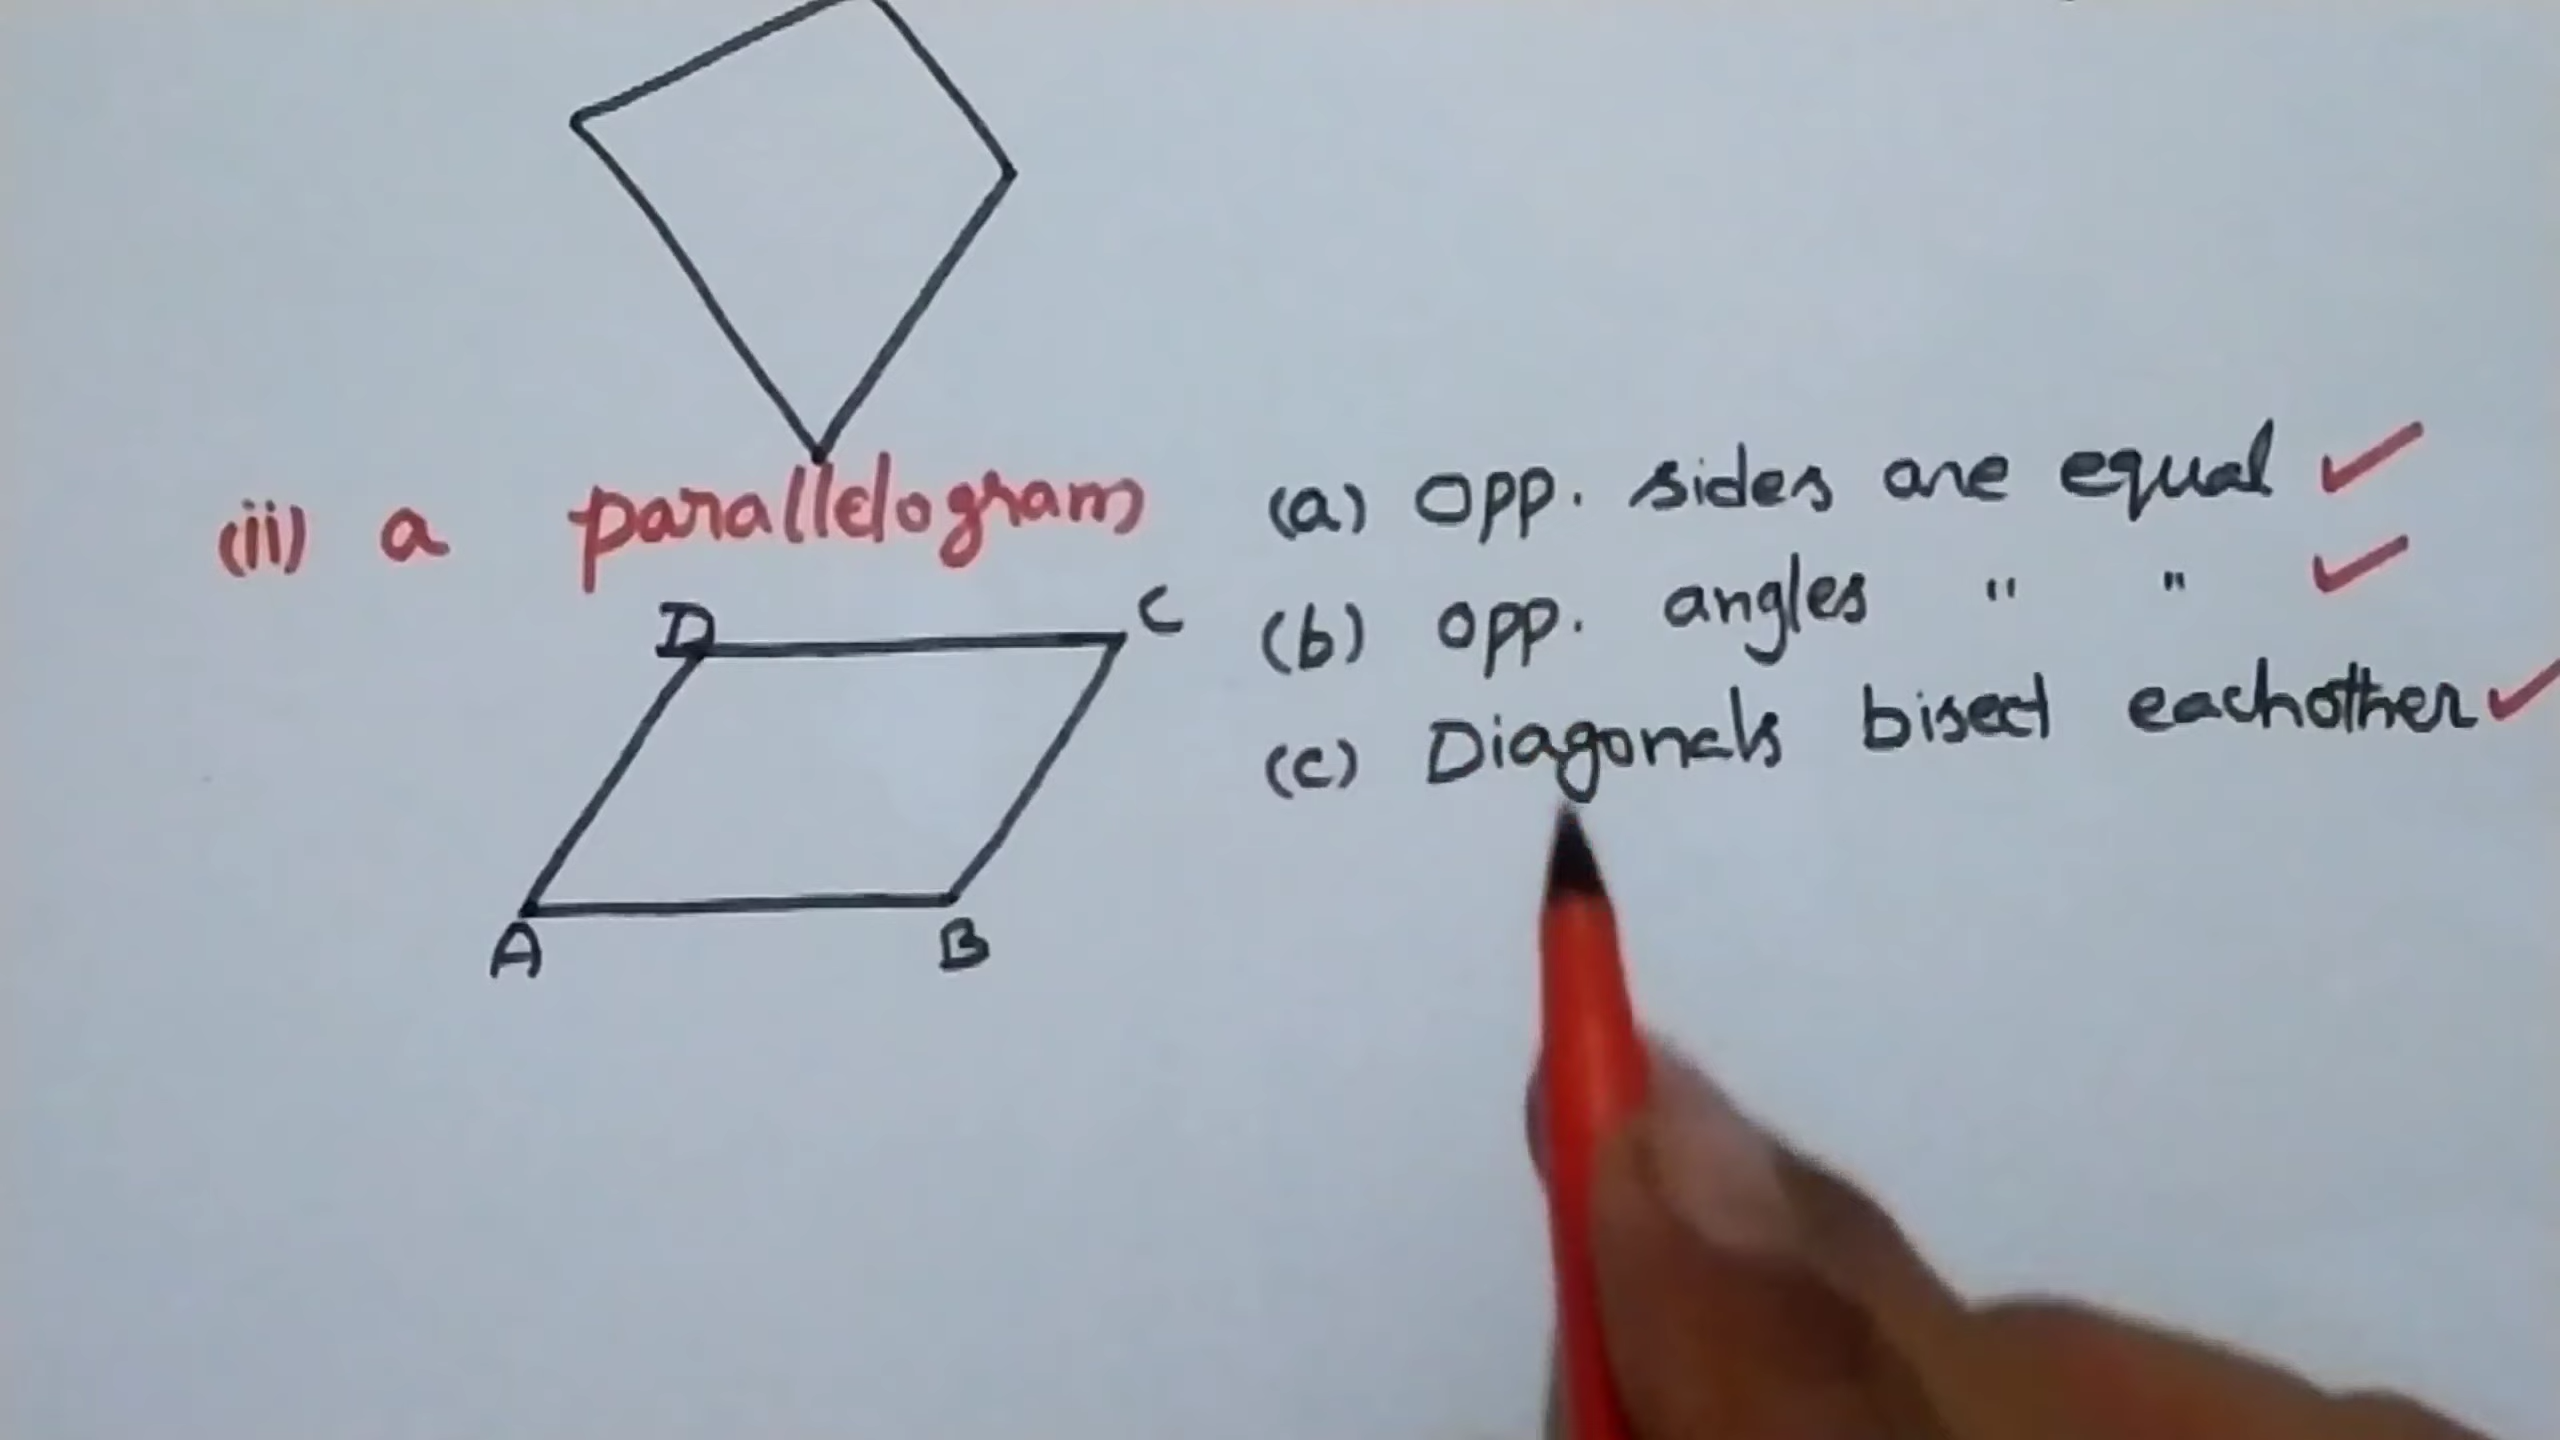 (ii) a parallelogram
(a) Opp. sides are equal
(b) opp. angles " "
(c) Diagonals bisect eachother
D
C
A
B